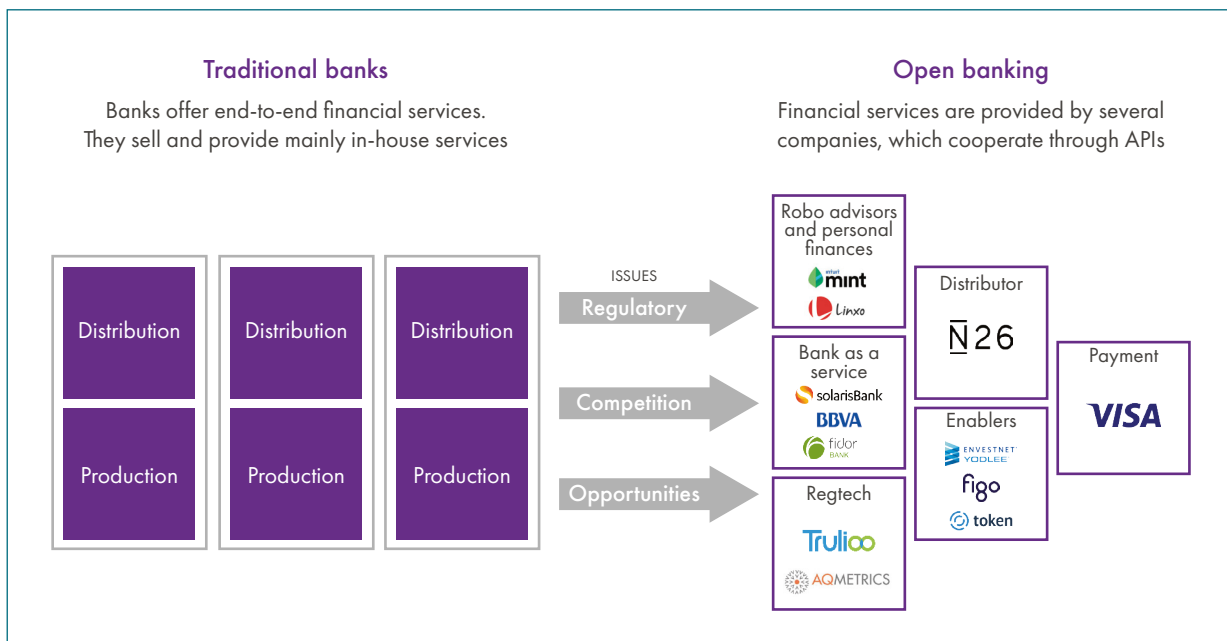 Traditional banks
Banks offer end-to-end financial services.
They sell and provide mainly in-house services
Open banking
Financial services are provided by several
companies, which cooperate through APIs
Distribution
Production
Distribution
Production
Distribution
Production
ISSUES
Regulatory
Competition
Opportunities
Robo advisors
and personal
finances
mint
Linxo
Bank as a
service
solarisBank
BBVA
fidor
BANK
Regtech
Trulioo
AQMETRICS
Distributor
N26
Enablers
ENVESTNET
YODLEE
figo
token
Payment
VISA